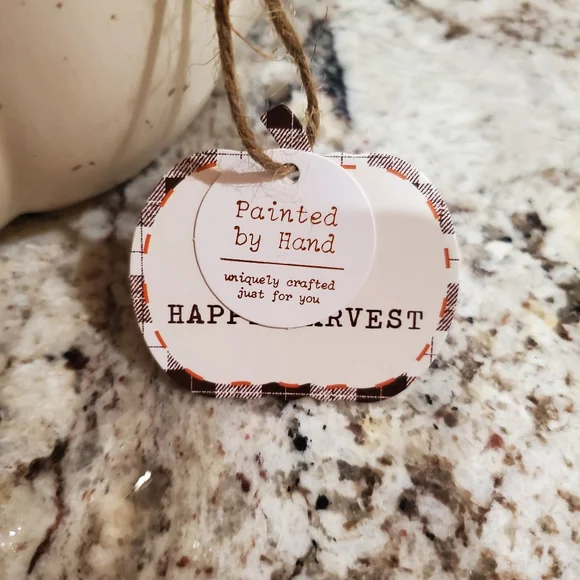 Painted
by Hand
uniquely crafted
just for you
HAPP ARVEST